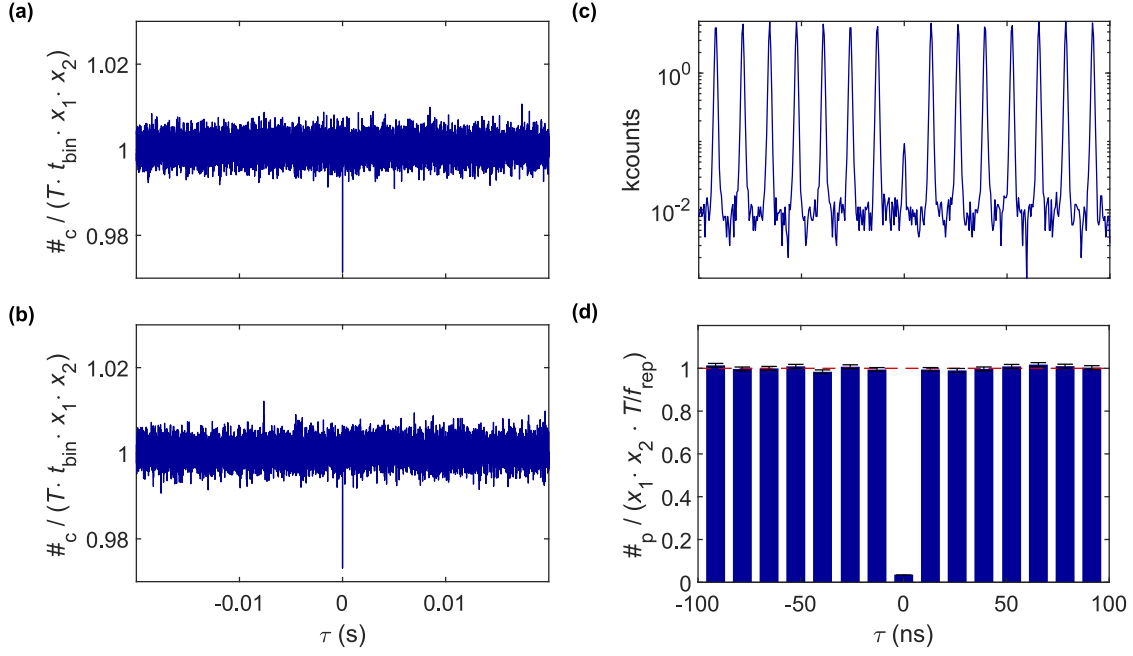 (a)
1.02
1
0.98
#c / (T · tbin · x1 · x2)
(b)
1.02
1
0.98
#c / (T · tbin · x1 · x2)
-0.01
0
0.01
τ (s)
(c)
10^0
10^-2
kcounts
(d)
1
0.8
0.6
0.4
0.2
0
#p / (x1 · x2 · T/frep)
-100
-50
0
50
100
τ (ns)